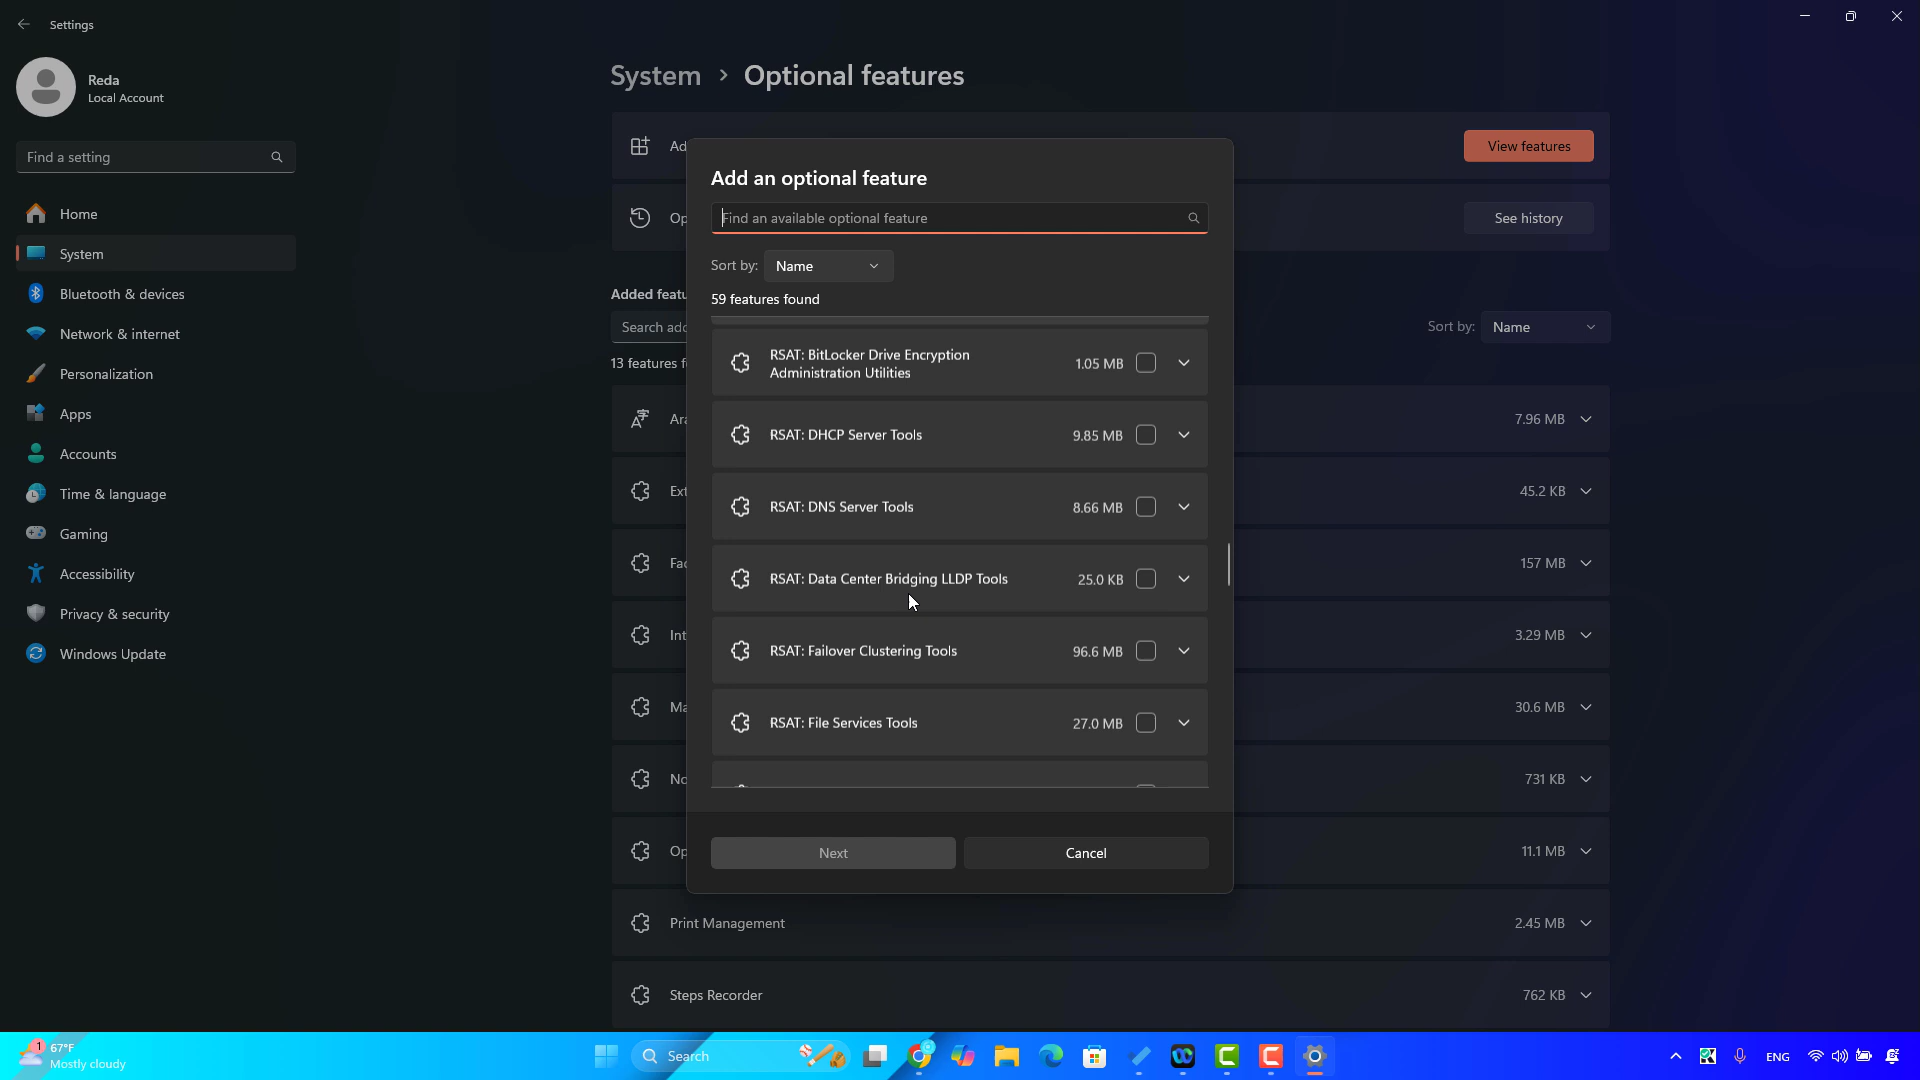 Settings
Reda
Local Account
Find a setting
Home
System
Bluetooth & devices
Network & internet
Personalization
Apps
Accounts
Time & language
Gaming
Accessibility
Privacy & security
Windows Update
System > Optional features
Ad
View features
Op
See history
Added featu
Search add
Sort by: Name
13 features f
Ara
7.96 MB
Ext
45.2 KB
Fac
157 MB
Int
3.29 MB
Ma
30.6 MB
No
731 KB
Op
11.1 MB
Print Management
2.45 MB
Steps Recorder
762 KB
Add an optional feature
Find an available optional feature
Sort by: Name
59 features found
RSAT: BitLocker Drive Encryption
Administration Utilities
1.05 MB
RSAT: DHCP Server Tools
9.85 MB
RSAT: DNS Server Tools
8.66 MB
RSAT: Data Center Bridging LLDP Tools
25.0 KB
RSAT: Failover Clustering Tools
96.6 MB
RSAT: File Services Tools
27.0 MB
Next
Cancel
1
67°F
Mostly cloudy
Search
ENG